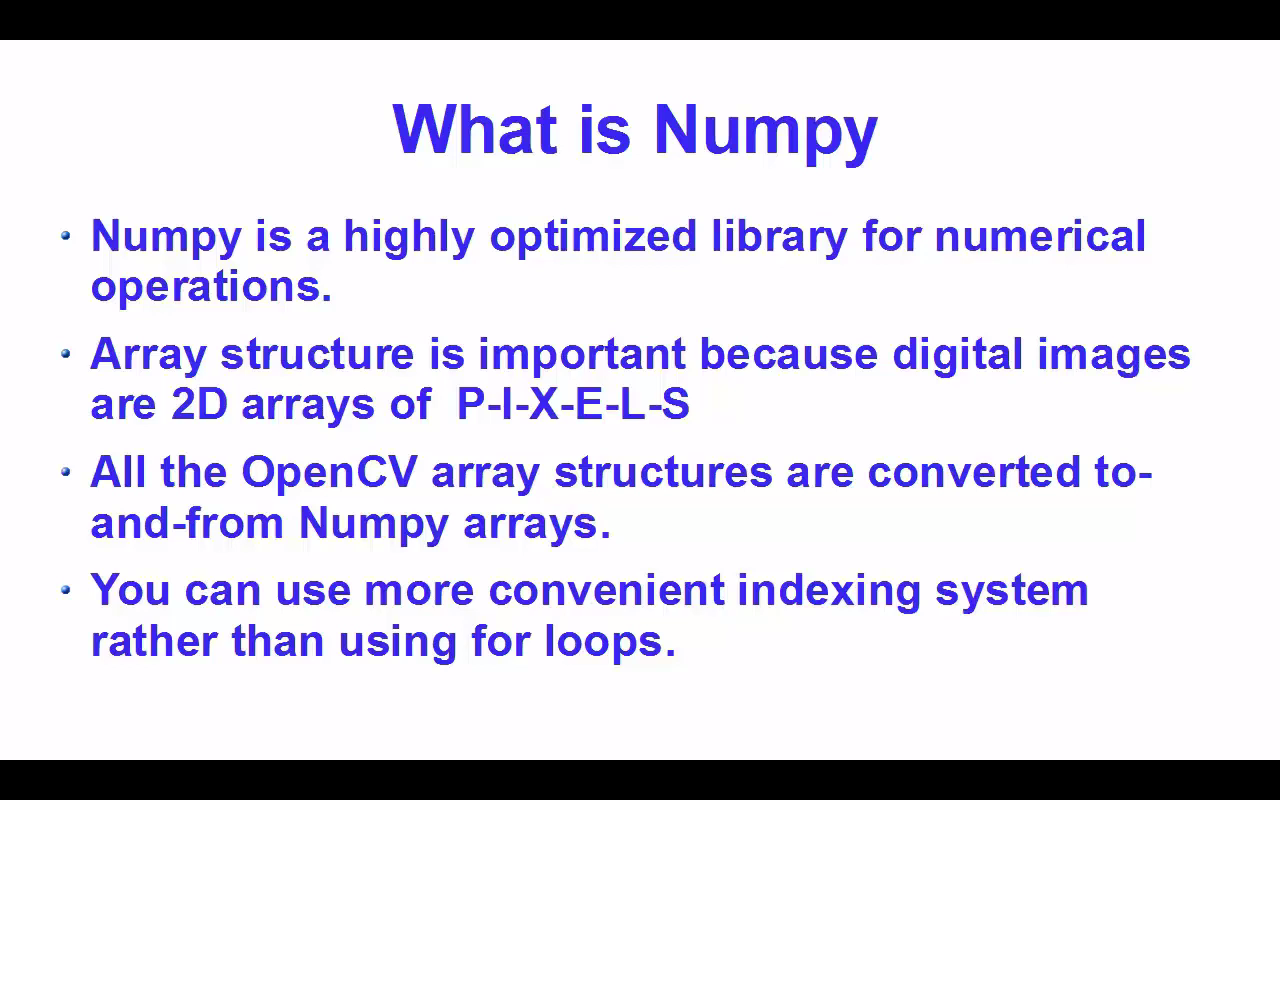 What is Numpy
Numpy is a highly optimized library for numerical
operations.
Array structure is important because digital images
are 2D arrays of  P-I-X-E-L-S
All the OpenCV array structures are converted to-
and-from Numpy arrays.
You can use more convenient indexing system
rather than using for loops.